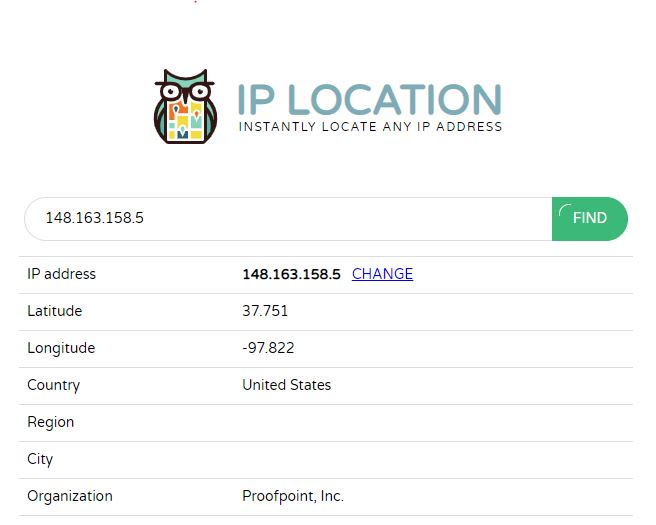 IP LOCATION
INSTANTLY LOCATE ANY IP ADDRESS
148.163.158.5 FIND
IP address 148.163.158.5 CHANGE
Latitude 37.751
Longitude -97.822
Country United States
Region
City
Organization Proofpoint, Inc.